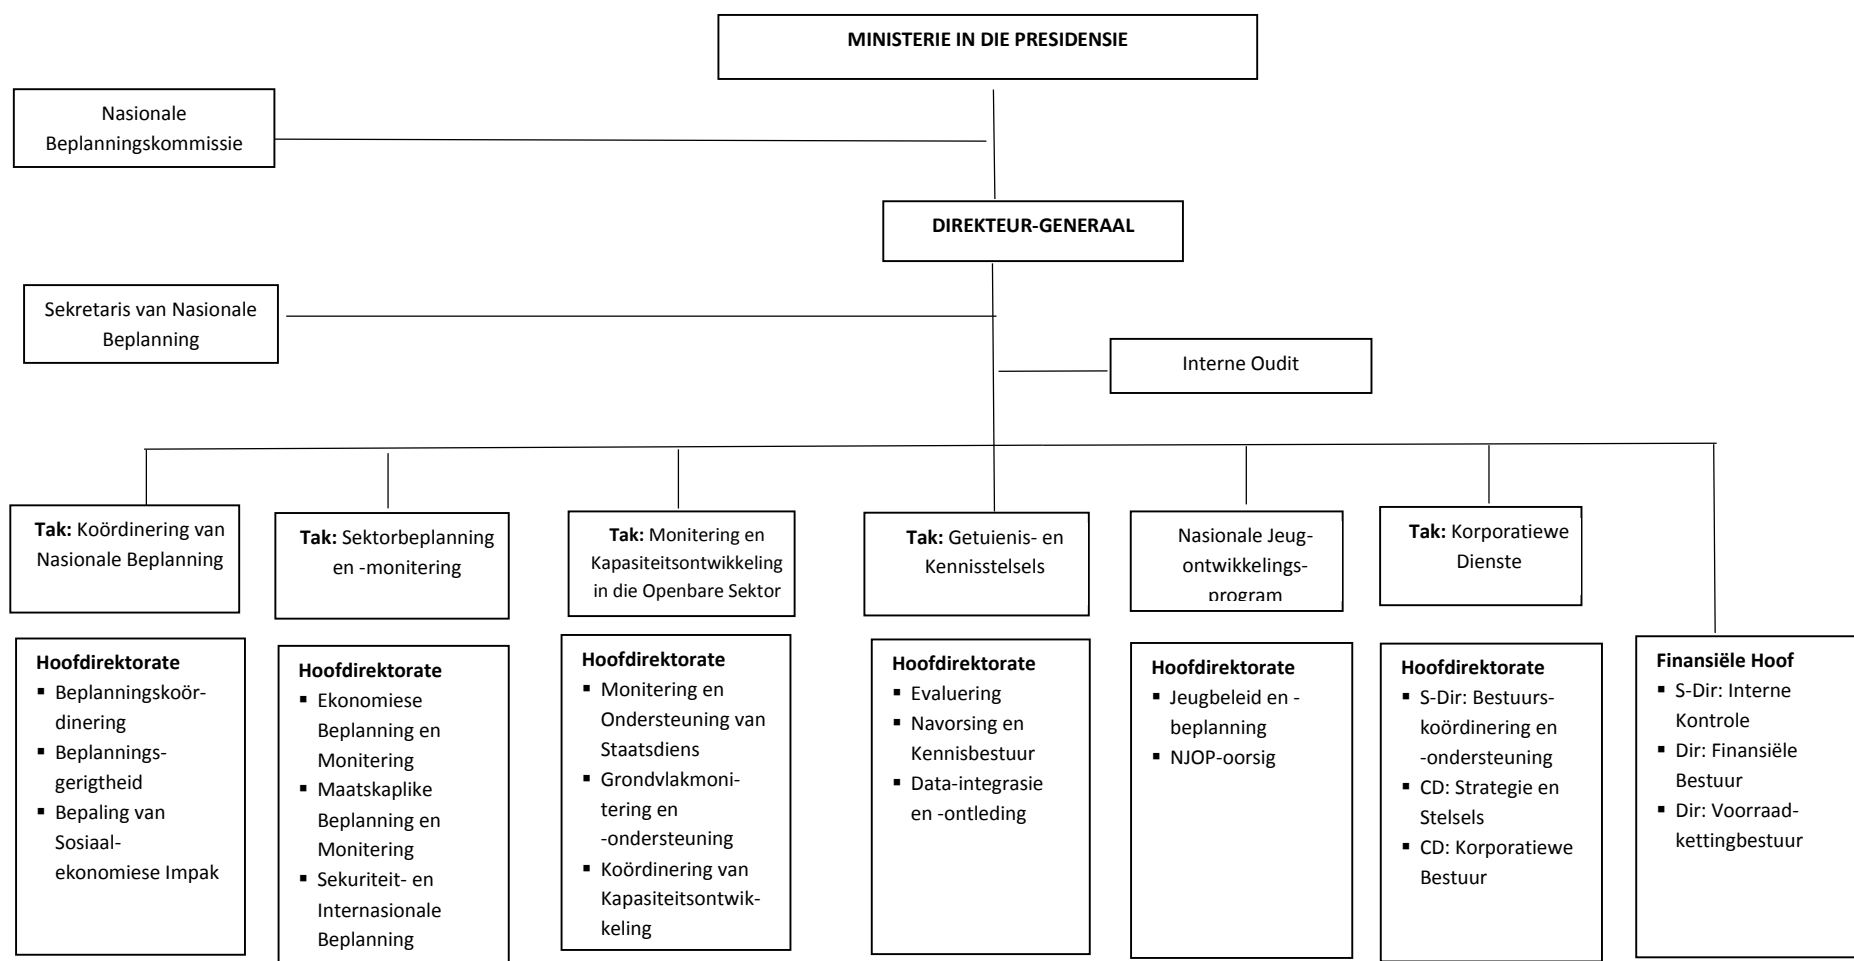 MINISTERIE IN DIE PRESIDENSIE
Nasionale
Beplanningskommissie
DIREKTEUR-GENERAAL
Sekretaris van Nasionale
Beplanning
Interne Oudit
Tak: Koördinering van
Nasionale Beplanning
Tak: Sektorbeplanning
en -monitering
Tak: Monitering en
Kapasiteitsontwikkeling
in die Openbare Sektor
Tak: Getuienis- en
Kennisstelsels
Nasionale Jeug-
ontwikkelings-
program
Tak: Korporatiewe
Dienste
Hoofdirektorate
▪ Beplanningskoör-
dinering
▪ Beplannings-
gerigtheid
▪ Bepaling van
Sosiaal-
ekonomiese Impak
Hoofdirektorate
▪ Ekonomiese
Beplanning en
Monitering
▪ Maatskaplike
Beplanning en
Monitering
▪ Sekuriteit- en
Internasionale
Beplanning
Hoofdirektorate
▪ Monitering en
Ondersteuning van
Staatsdiens
▪ Grondvlakmoni-
tering en
-ondersteuning
▪ Koördinering van
Kapasiteitsontwik-
keling
Hoofdirektorate
▪ Evaluering
▪ Navorsing en
Kennisbestuur
▪ Data-integrasie
en -ontleding
Hoofdirektorate
▪ Jeugbeleid en -
beplanning
▪ NJOP-oorsig
Hoofdirektorate
▪ S-Dir: Bestuurs-
koördinering en
-ondersteuning
▪ CD: Strategie en
Stelsels
▪ CD: Korporatiewe
Bestuur
Finansiële Hoof
▪ S-Dir: Interne
Kontrole
▪ Dir: Finansiële
Bestuur
▪ Dir: Voorraad-
kettingbestuur